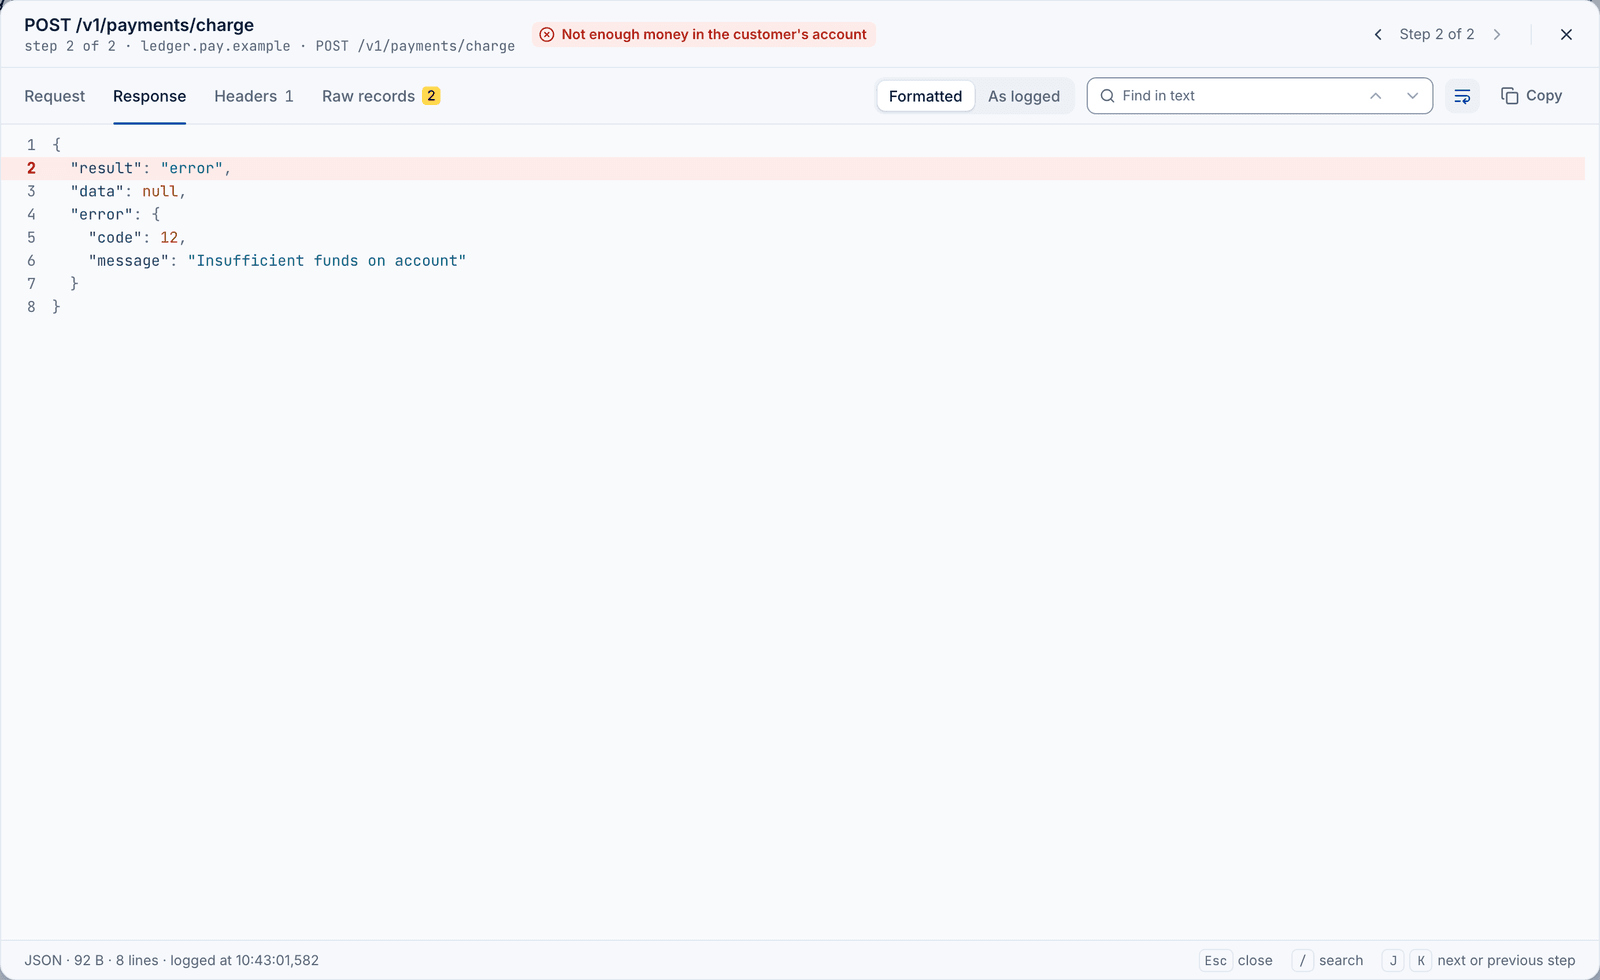 POST /v1/payments/charge
step 2 of 2 · ledger.pay.example · POST /v1/payments/charge
Not enough money in the customer's account
Step 2 of 2
Request
Response
Headers 1
Raw records 2
Formatted
As logged
Find in text
Copy
1 {
2 "result": "error",
3 "data": null,
4 "error": {
5 "code": 12,
6 "message": "Insufficient funds on account"
7 }
8 }
JSON · 92 B · 8 lines · logged at 10:43:01,582
Esc close
/ search
J K next or previous step